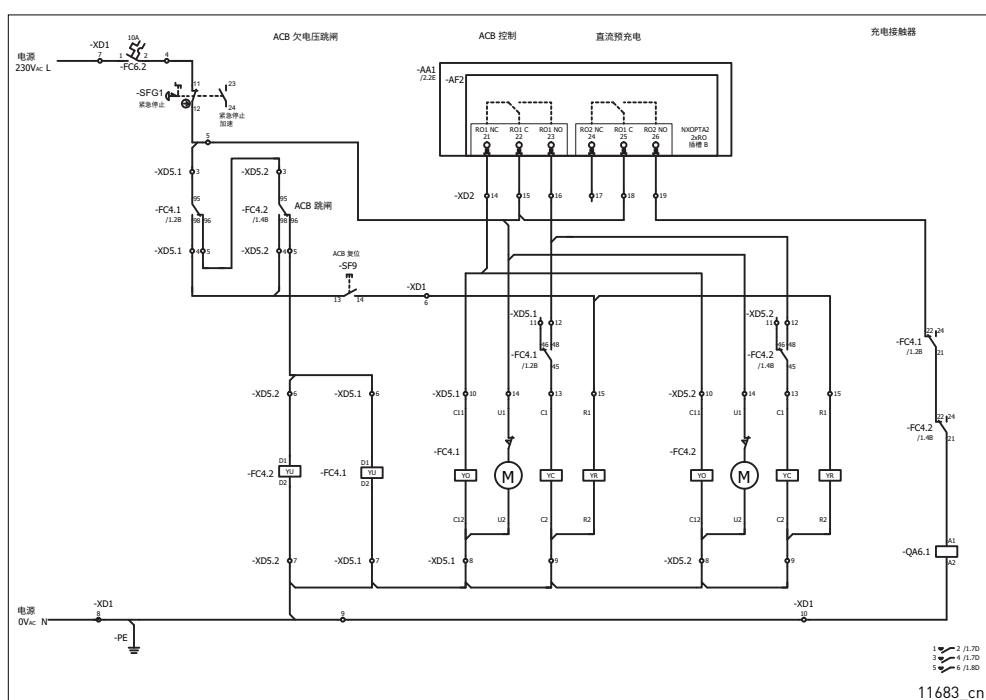 ACB 欠电压跳闸 ACB 控制 直流预充电 充电接触器
电源
230VAC L
-XD1
7
10A
1 2
-FC6.2
4
-SFG1
紧急停止
11
12
23
24
紧急停止
加速
5
-AA1
/2.2E
-AF2
RO1 NC RO1 C RO1 NO RO2 NC RO1 C RO2 NO
21 22 23 24 25 26
NXOPTA2
2xRO
插槽 B
-XD2 14 15 16 17 18 19
-XD5.1 3 -XD5.2 3
95 95
-FC4.1
/1.2B
98 96
-FC4.2
/1.4B
98 96
ACB 跳闸
-XD5.1 4 5 -XD5.2 4 5
ACB 复位
-SF9
13 14
-XD1
6
-XD5.1
11 12
46 48
-FC4.1
/1.2B
45
-XD5.2
11 12
46 48
-FC4.2
/1.4B
45
22 24
-FC4.1
/1.2B
21
22 24
-FC4.2
/1.4B
21
-XD5.2 6 -XD5.1 6 -XD5.1 10 14 13 15 -XD5.2 10 14 13 15
C11 U1 C1 R1 C11 U1 C1 R1
-FC4.1 -FC4.2
D1 D1
-FC4.2 YU -FC4.1 YU YO M YC YR YO M YC YR
D2 D2
C12 U2 C2 R2 C12 U2 C2 R2
-QA6.1
A1
A2
-XD5.2 7 -XD5.1 7 -XD5.1 8 9 -XD5.2 8 9
电源
0VAC N
-XD1
8
9
-XD1
10
-PE
1 2 /1.7D
3 4 /1.7D
5 6 /1.8D
11683_cn